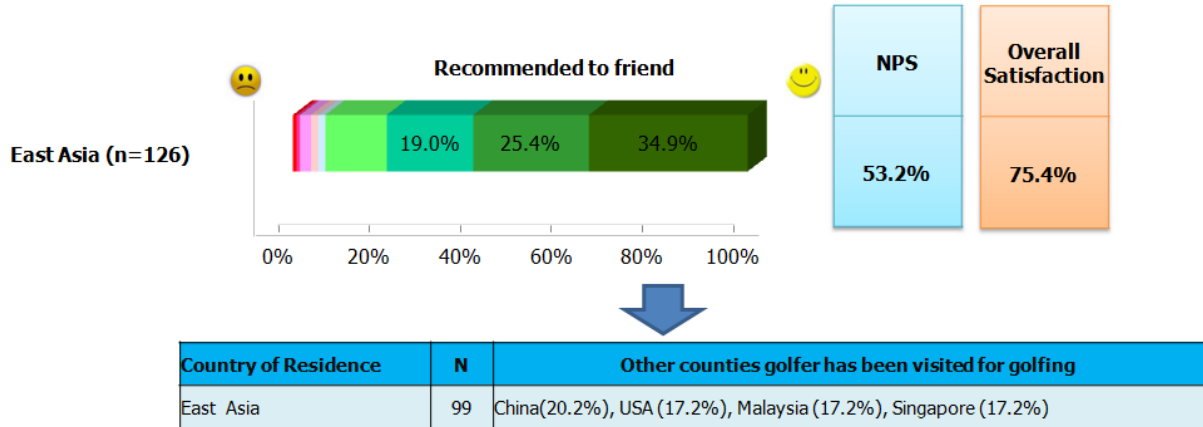 Recommended to friend
NPS
Overall
Satisfaction
East Asia (n=126)
19.0%
25.4%
34.9%
53.2%
75.4%
0%
20%
40%
60%
80%
100%
Country of Residence
N
Other counties golfer has been visited for golfing
East Asia
99
China(20.2%), USA (17.2%), Malaysia (17.2%), Singapore (17.2%)